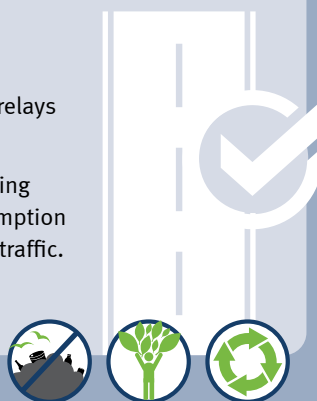 relays
ing
mption
traffic.